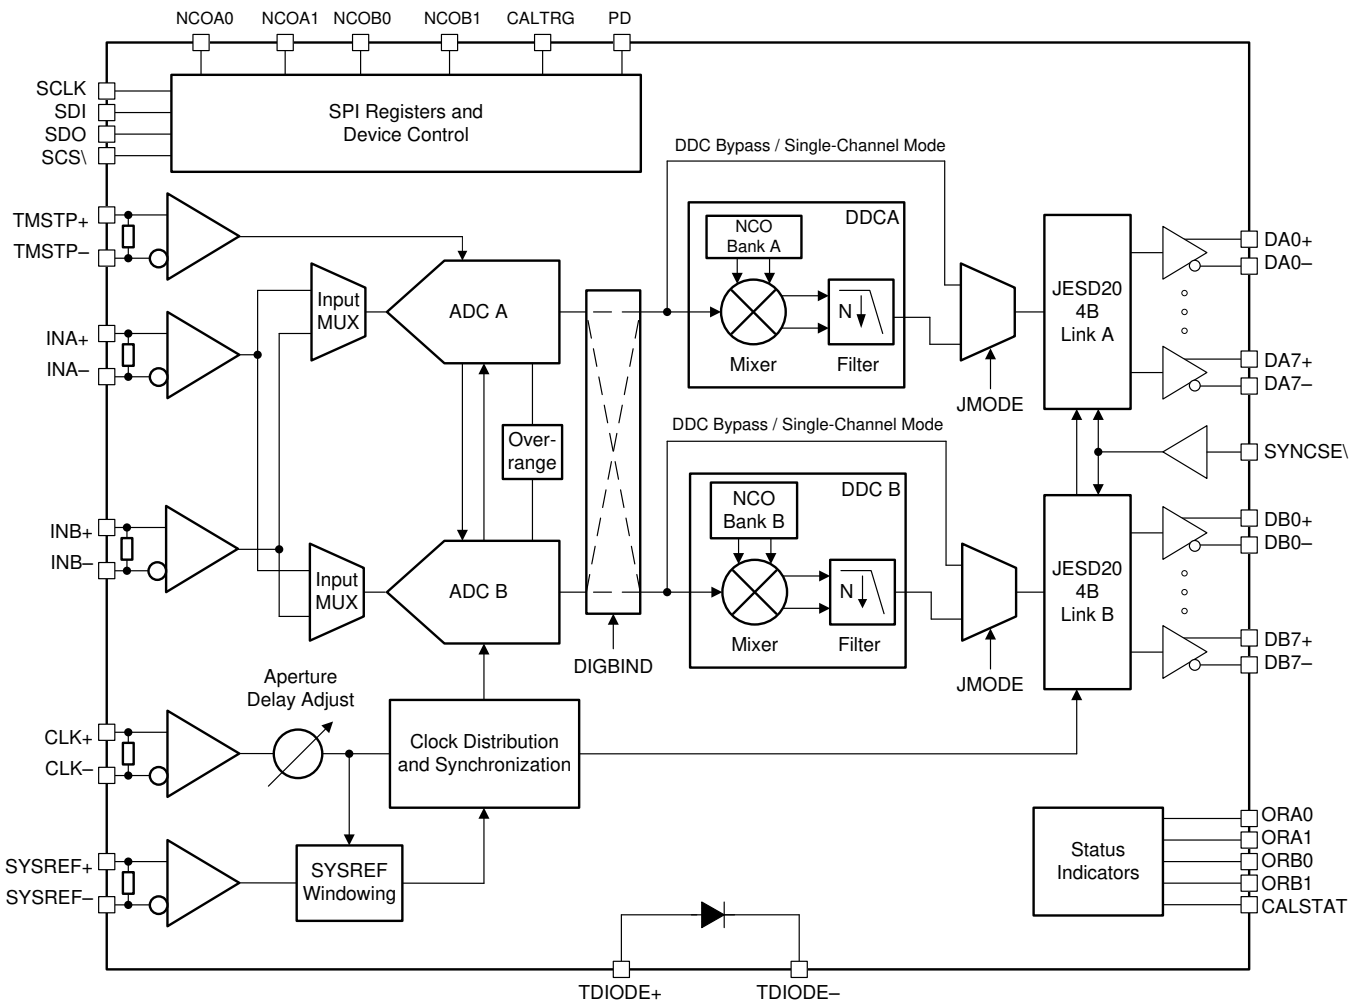 NCOA0 NCOA1 NCOB0 NCOB1 CALTRG PD
SCLK
SDI
SDO
SCS\
SPI Registers and
Device Control
TMSTP+
TMSTP–
INA+
INA–
INB+
INB–
CLK+
CLK–
SYSREF+
SYSREF–
Input
MUX
Input
MUX
ADC A
Over-
range
ADC B
DIGBIND
Aperture
Delay Adjust
Clock Distribution
and Synchronization
SYSREF
Windowing
DDC Bypass / Single-Channel Mode
DDCA
NCO
Bank A
N
Mixer
Filter
JMODE
DDC Bypass / Single-Channel Mode
DDC B
NCO
Bank B
N
Mixer
Filter
JMODE
JESD20
4B
Link A
JESD20
4B
Link B
DA0+
DA0–
DA7+
DA7–
SYNCSE\
DB0+
DB0–
DB7+
DB7–
Status
Indicators
ORA0
ORA1
ORB0
ORB1
CALSTAT
TDIODE+ TDIODE–